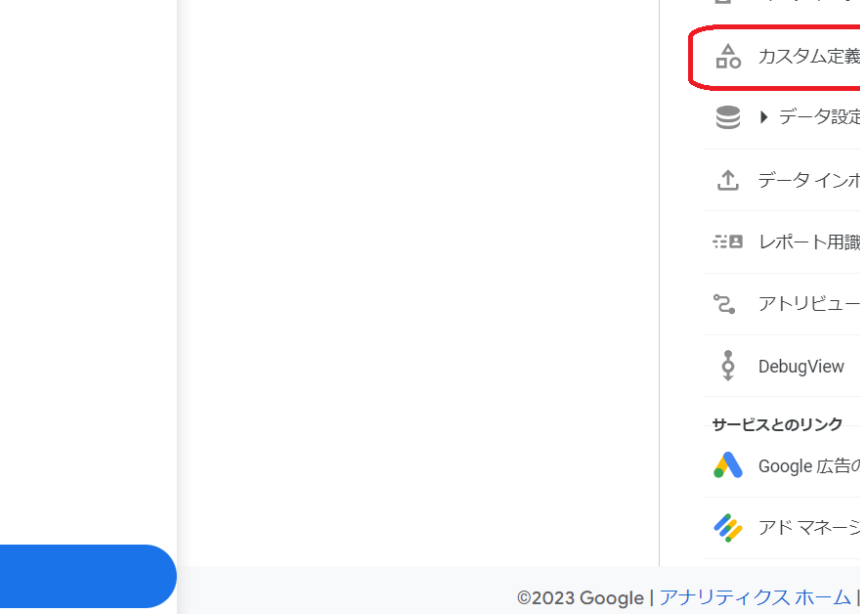 カスタム定義
データ設定
データ インポ
レポート用識
アトリビュー
DebugView
サービスとのリンク
Google 広告の
アド マネージ
©2023 Google | アナリティクス ホーム |